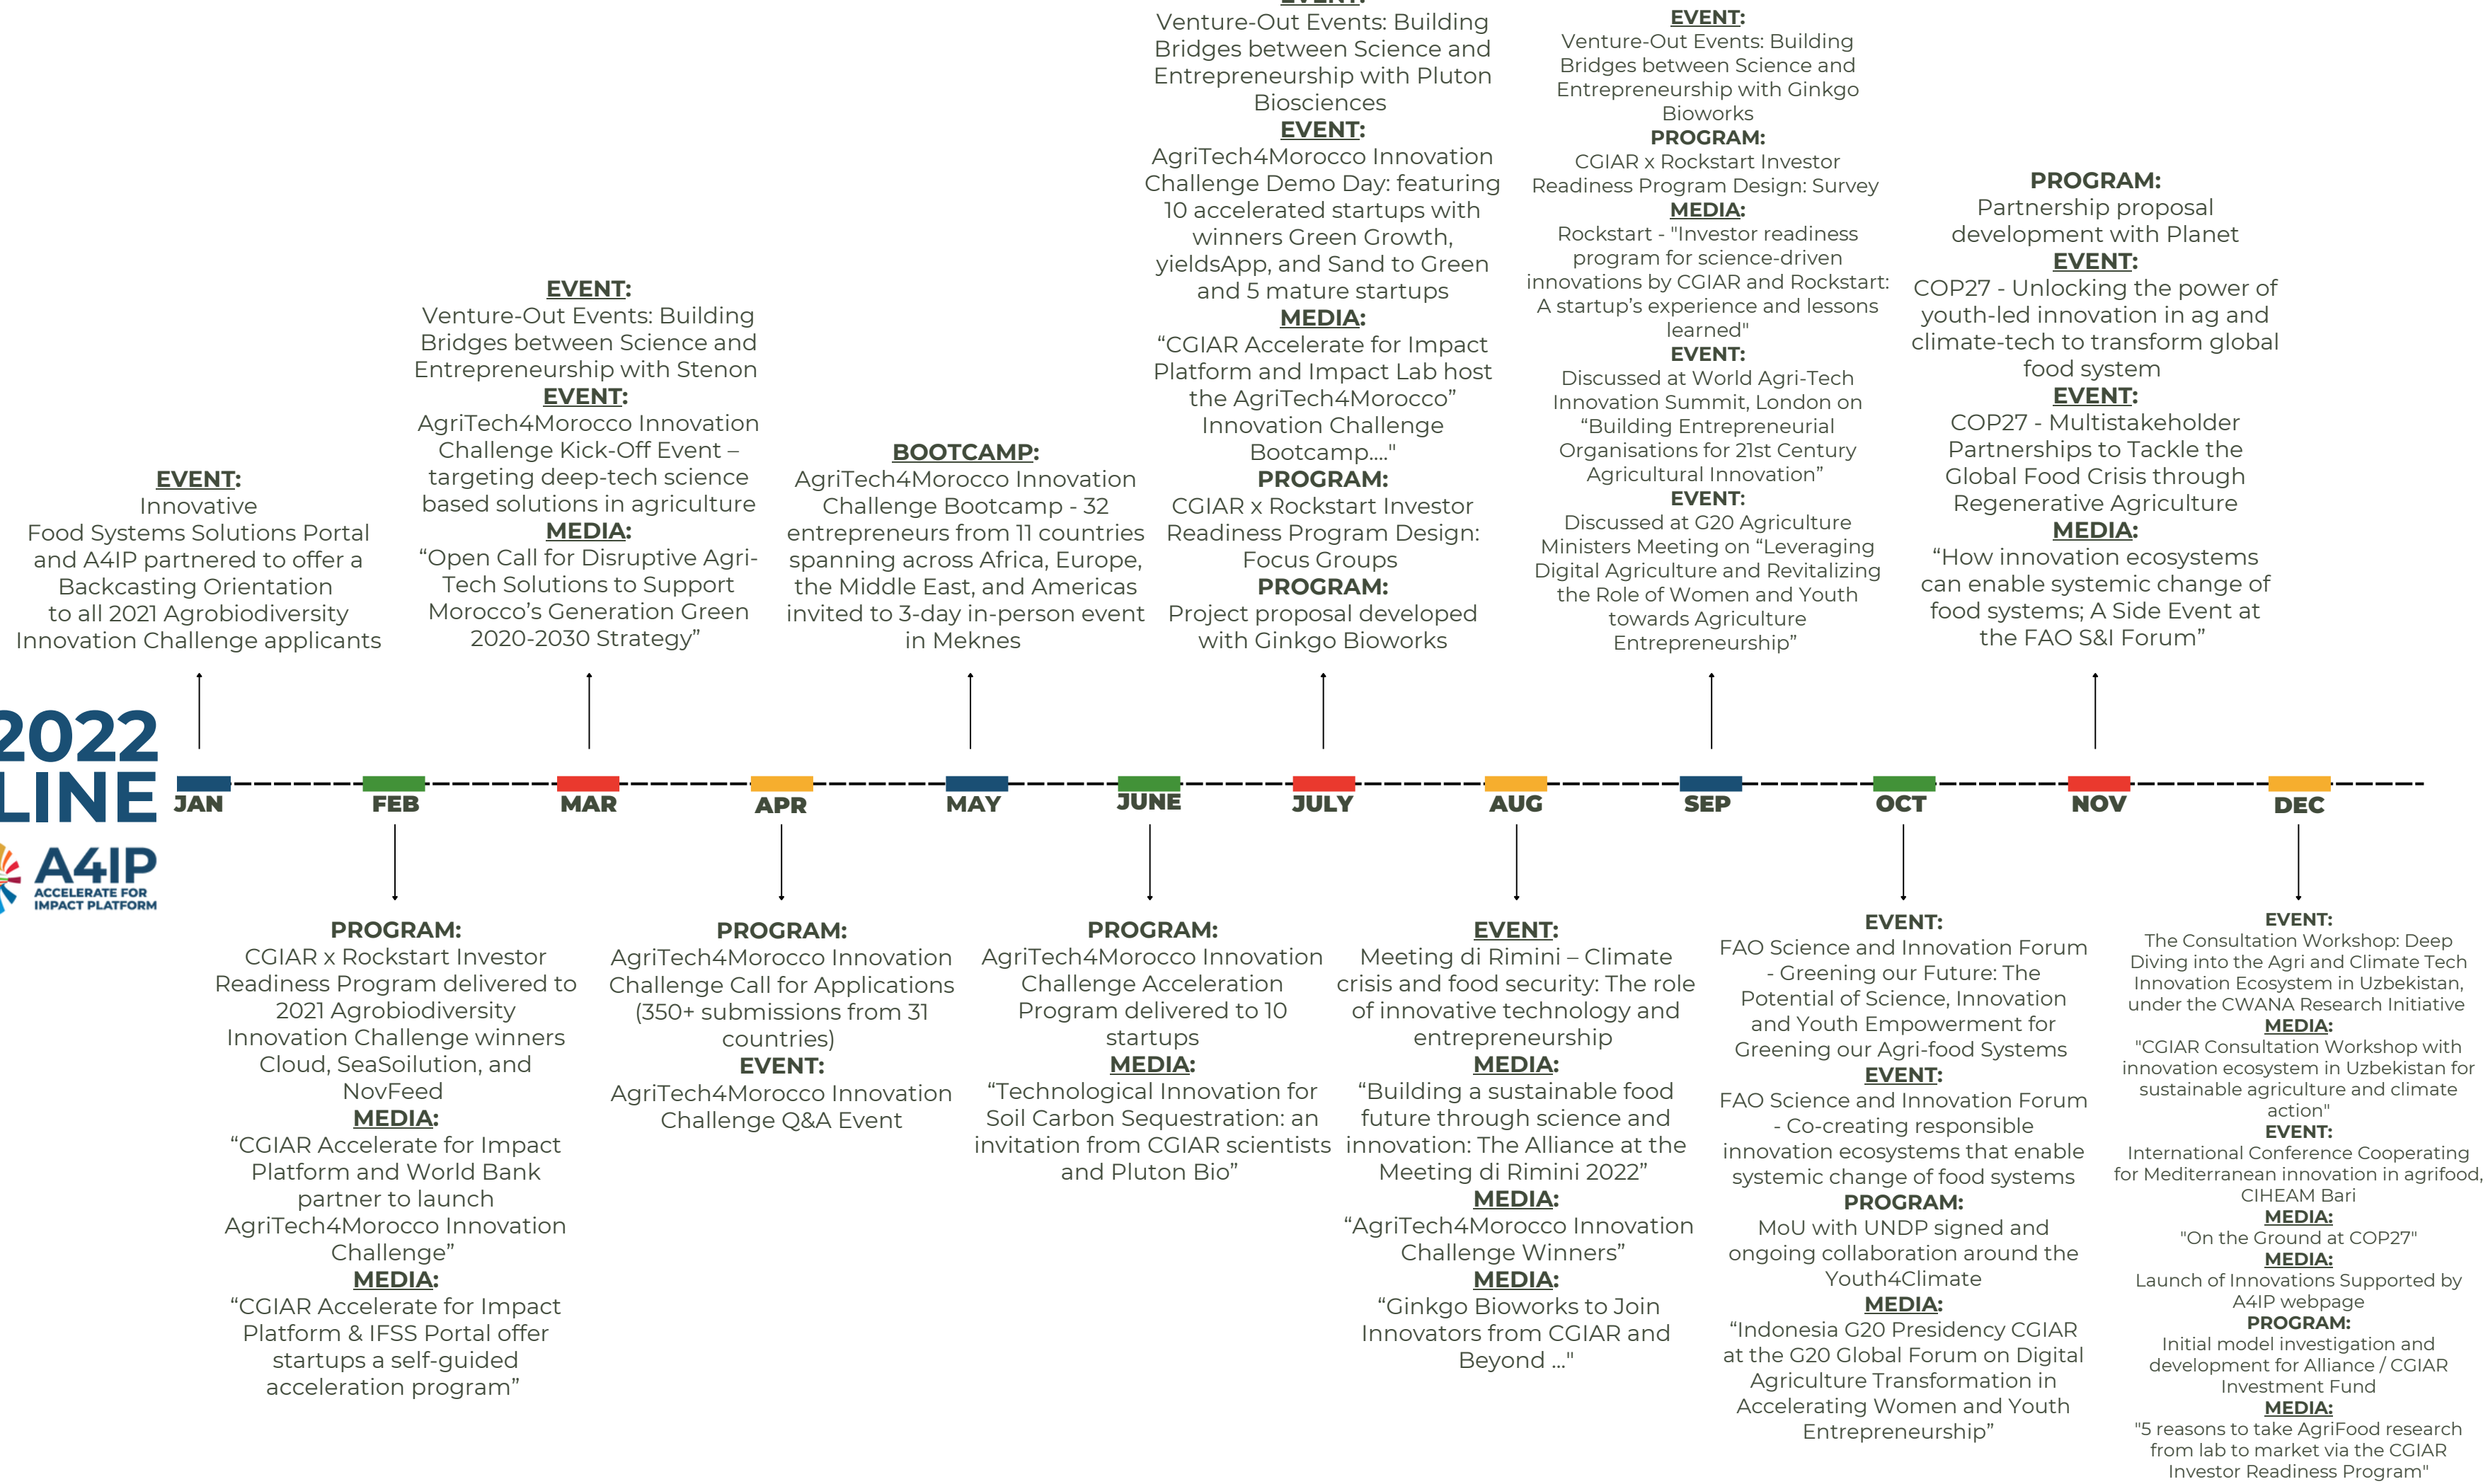 2022
LINE
A4IP
ACCELERATE FOR
IMPACT PLATFORM
JAN
EVENT:
Innovative
Food Systems Solutions Portal
and A4IP partnered to offer a
Backcasting Orientation
to all 2021 Agrobiodiversity
Innovation Challenge applicants
FEB
PROGRAM:
CGIAR x Rockstart Investor
Readiness Program delivered to
2021 Agrobiodiversity
Innovation Challenge winners
Cloud, SeaSoilution, and
NovFeed
MEDIA:
“CGIAR Accelerate for Impact
Platform and World Bank
partner to launch
AgriTech4Morocco Innovation
Challenge”
MEDIA:
“CGIAR Accelerate for Impact
Platform & IFSS Portal offer
startups a self-guided
acceleration program”
MAR
EVENT:
Venture-Out Events: Building
Bridges between Science and
Entrepreneurship with Stenon
EVENT:
AgriTech4Morocco Innovation
Challenge Kick-Off Event –
targeting deep-tech science
based solutions in agriculture
MEDIA:
“Open Call for Disruptive Agri-
Tech Solutions to Support
Morocco’s Generation Green
2020-2030 Strategy”
APR
PROGRAM:
AgriTech4Morocco Innovation
Challenge Call for Applications
(350+ submissions from 31
countries)
EVENT:
AgriTech4Morocco Innovation
Challenge Q&A Event
MAY
BOOTCAMP:
AgriTech4Morocco Innovation
Challenge Bootcamp - 32
entrepreneurs from 11 countries
spanning across Africa, Europe,
the Middle East, and Americas
invited to 3-day in-person event
in Meknes
JUNE
PROGRAM:
AgriTech4Morocco Innovation
Challenge Acceleration
Program delivered to 10
startups
MEDIA:
“Technological Innovation for
Soil Carbon Sequestration: an
invitation from CGIAR scientists
and Pluton Bio”
JULY
EVENT:
Venture-Out Events: Building
Bridges between Science and
Entrepreneurship with Pluton
Biosciences
EVENT:
AgriTech4Morocco Innovation
Challenge Demo Day: featuring
10 accelerated startups with
winners Green Growth,
yieldsApp, and Sand to Green
and 5 mature startups
MEDIA:
“CGIAR Accelerate for Impact
Platform and Impact Lab host
the AgriTech4Morocco”
Innovation Challenge
Bootcamp...."
PROGRAM:
CGIAR x Rockstart Investor
Readiness Program Design:
Focus Groups
PROGRAM:
Project proposal developed
with Ginkgo Bioworks
AUG
EVENT:
Meeting di Rimini – Climate
crisis and food security: The role
of innovative technology and
entrepreneurship
MEDIA:
“Building a sustainable food
future through science and
innovation: The Alliance at the
Meeting di Rimini 2022”
MEDIA:
“AgriTech4Morocco Innovation
Challenge Winners”
MEDIA:
“Ginkgo Bioworks to Join
Innovators from CGIAR and
Beyond ..."
SEP
EVENT:
Venture-Out Events: Building
Bridges between Science and
Entrepreneurship with Ginkgo
Bioworks
PROGRAM:
CGIAR x Rockstart Investor
Readiness Program Design: Survey
MEDIA:
Rockstart - "Investor readiness
program for science-driven
innovations by CGIAR and Rockstart:
A startup’s experience and lessons
learned"
EVENT:
Discussed at World Agri-Tech
Innovation Summit, London on
“Building Entrepreneurial
Organisations for 21st Century
Agricultural Innovation”
EVENT:
Discussed at G20 Agriculture
Ministers Meeting on “Leveraging
Digital Agriculture and Revitalizing
the Role of Women and Youth
towards Agriculture
Entrepreneurship”
OCT
EVENT:
FAO Science and Innovation Forum
- Greening our Future: The
Potential of Science, Innovation
and Youth Empowerment for
Greening our Agri-food Systems
EVENT:
FAO Science and Innovation Forum
- Co-creating responsible
innovation ecosystems that enable
systemic change of food systems
PROGRAM:
MoU with UNDP signed and
ongoing collaboration around the
Youth4Climate
MEDIA:
“Indonesia G20 Presidency CGIAR
at the G20 Global Forum on Digital
Agriculture Transformation in
Accelerating Women and Youth
Entrepreneurship”
NOV
PROGRAM:
Partnership proposal
development with Planet
EVENT:
COP27 - Unlocking the power of
youth-led innovation in ag and
climate-tech to transform global
food system
EVENT:
COP27 - Multistakeholder
Partnerships to Tackle the
Global Food Crisis through
Regenerative Agriculture
MEDIA:
“How innovation ecosystems
can enable systemic change of
food systems; A Side Event at
the FAO S&I Forum”
DEC
EVENT:
The Consultation Workshop: Deep
Diving into the Agri and Climate Tech
Innovation Ecosystem in Uzbekistan,
under the CWANA Research Initiative
MEDIA:
"CGIAR Consultation Workshop with
innovation ecosystem in Uzbekistan for
sustainable agriculture and climate
action"
EVENT:
International Conference Cooperating
for Mediterranean innovation in agrifood,
CIHEAM Bari
MEDIA:
"On the Ground at COP27"
MEDIA:
Launch of Innovations Supported by
A4IP webpage
PROGRAM:
Initial model investigation and
development for Alliance / CGIAR
Investment Fund
MEDIA:
"5 reasons to take AgriFood research
from lab to market via the CGIAR
Investor Readiness Program"